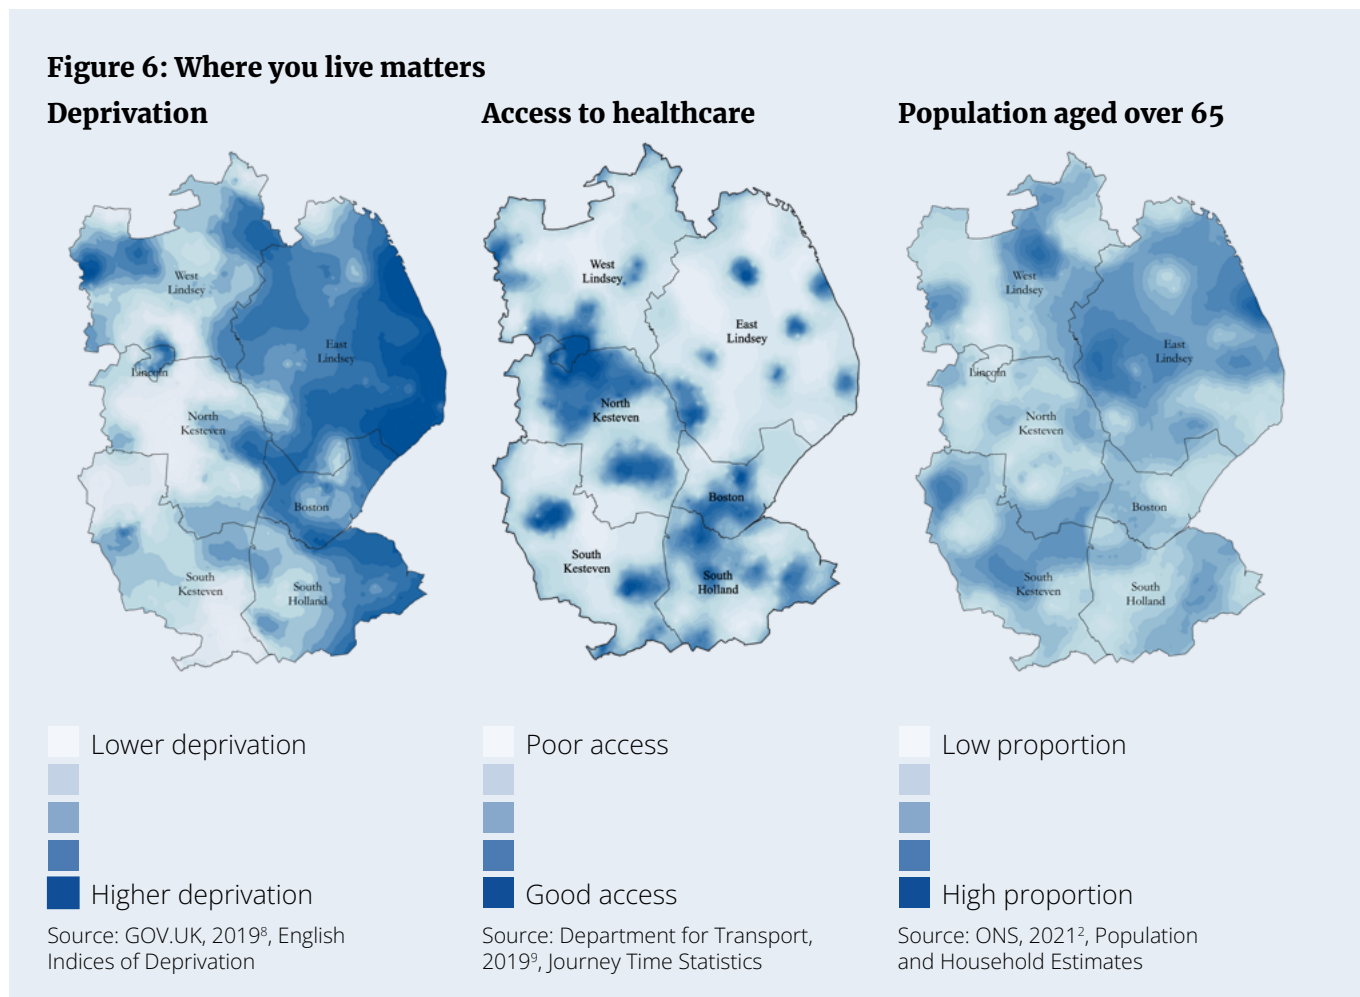 Figure 6: Where you live matters
Deprivation
West
Lindsey
East
Lindsey
Lincoln
North
Kesteven
Boston
South
Kesteven
South
Holland
Lower deprivation
Higher deprivation
Source: GOV.UK, 2019⁸, English
Indices of Deprivation
Access to healthcare
West
Lindsey
East
Lindsey
North
Kesteven
Boston
South
Kesteven
South
Holland
Poor access
Good access
Source: Department for Transport,
2019⁹, Journey Time Statistics
Population aged over 65
West
Lindsey
East
Lindsey
Lincoln
North
Kesteven
Boston
South
Kesteven
South
Holland
Low proportion
High proportion
Source: ONS, 2021², Population
and Household Estimates